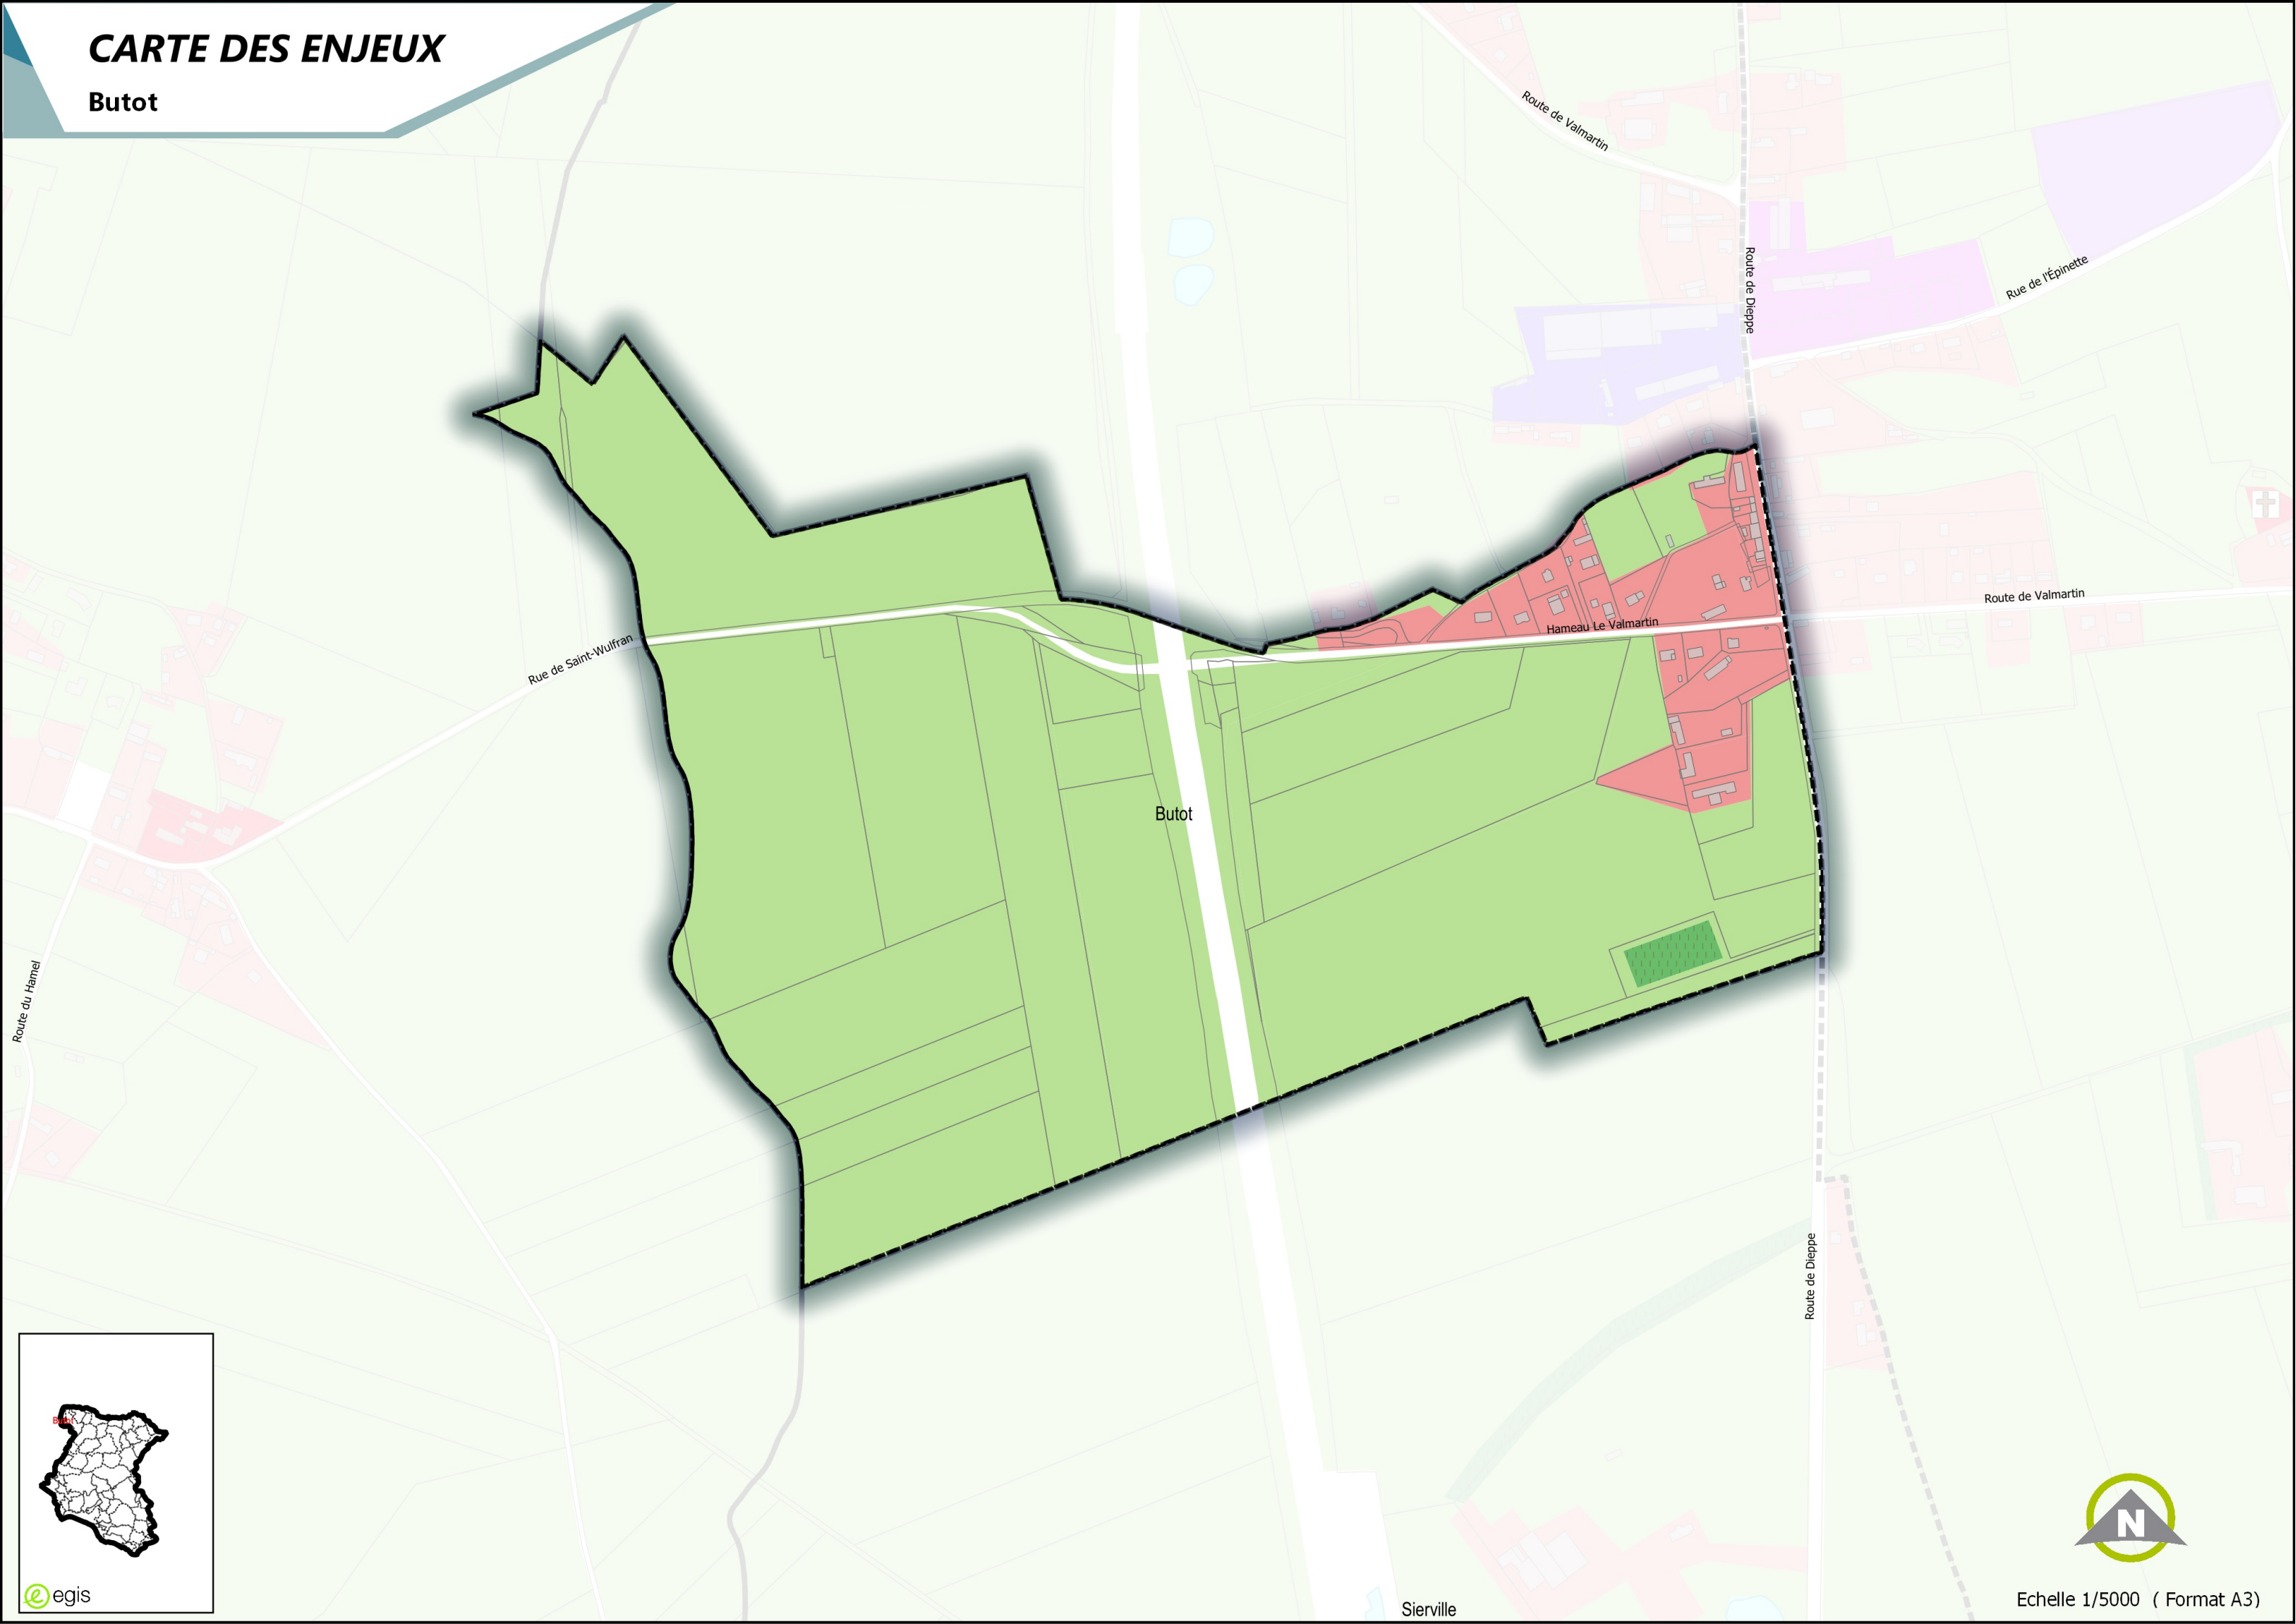 CARTE DES ENJEUX
Butot
Route de Valmartin
Route de Dieppe
Rue de l'Épinette
Route de Valmartin
Hameau Le Valmartin
Rue de Saint-Wulfran
Butot
Route du Hamel
Route de Dieppe
Butot
N
egis
Echelle 1/5000 ( Format A3)
Sierville